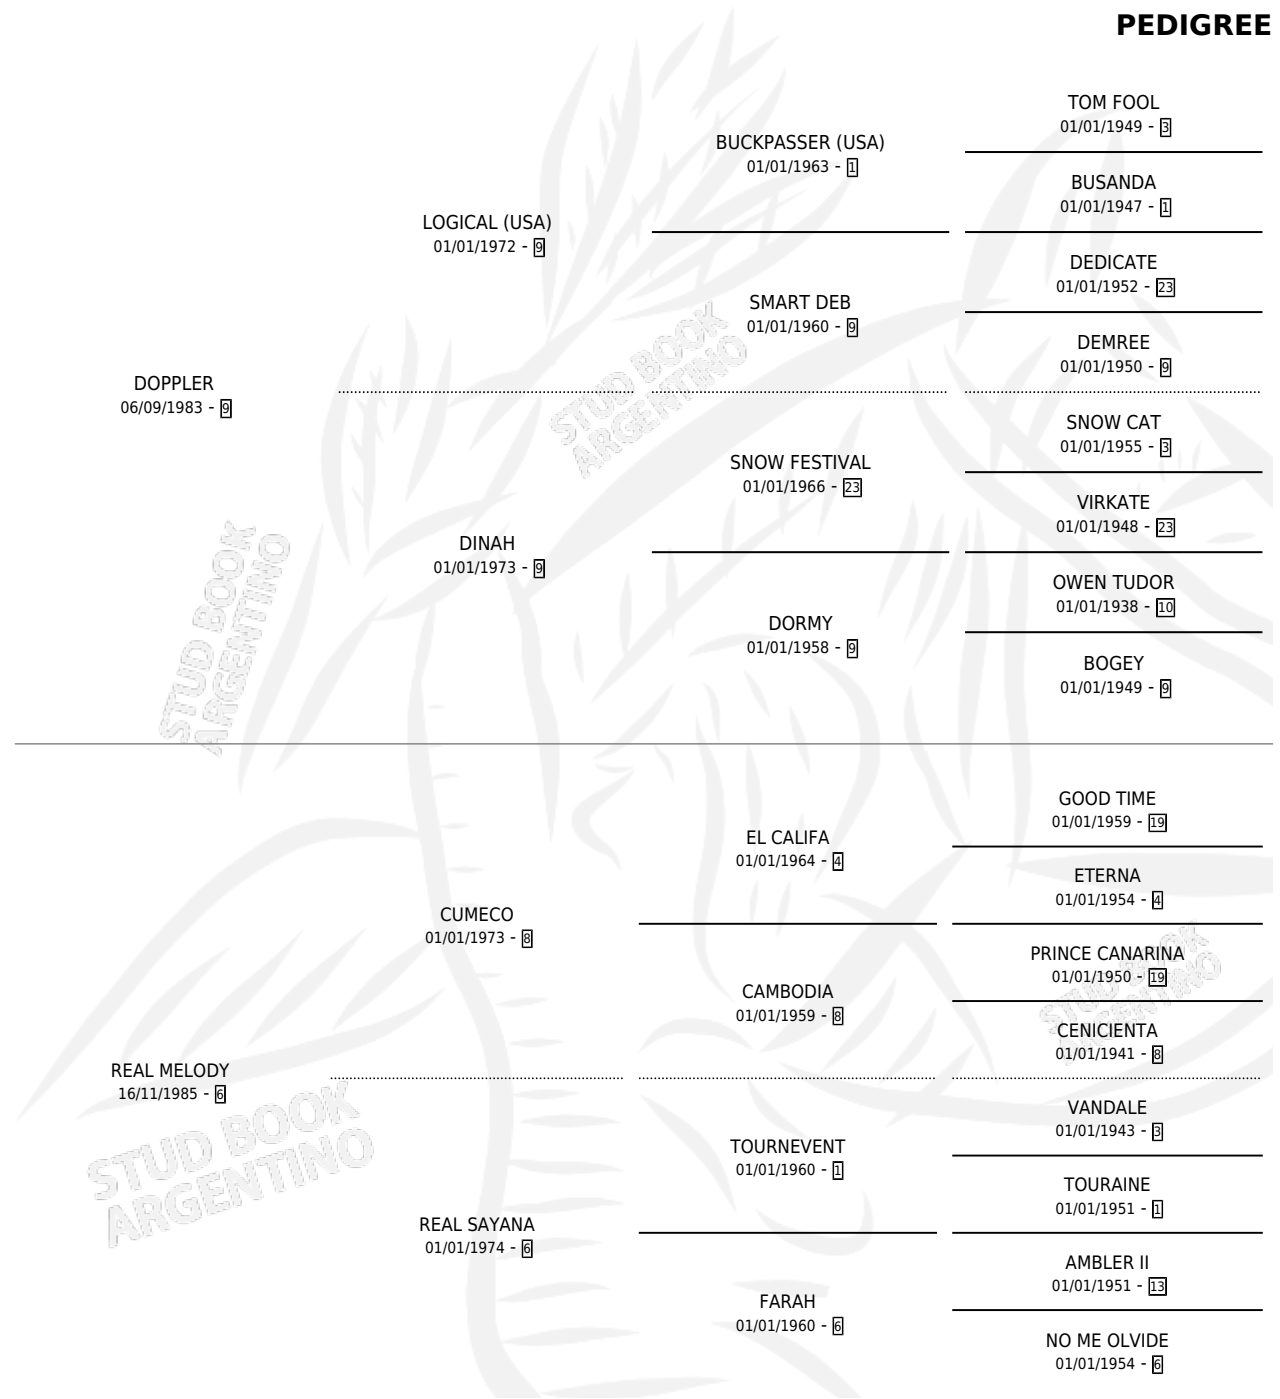 PEDIGREE
TOM FOOL
01/01/1949 - 3
BUCKPASSER (USA)
01/01/1963 - 1
BUSANDA
01/01/1947 - 1
LOGICAL (USA)
01/01/1972 - 9
DEDICATE
01/01/1952 - 23
SMART DEB
01/01/1960 - 9
DEMREE
01/01/1950 - 9
DOPPLER
06/09/1983 - 9
SNOW CAT
01/01/1955 - 3
SNOW FESTIVAL
01/01/1966 - 23
VIRKATE
01/01/1948 - 23
DINAH
01/01/1973 - 9
OWEN TUDOR
01/01/1938 - 10
DORMY
01/01/1958 - 9
BOGEY
01/01/1949 - 9
GOOD TIME
01/01/1959 - 19
EL CALIFA
01/01/1964 - 4
ETERNA
01/01/1954 - 4
CUMECO
01/01/1973 - 8
PRINCE CANARINA
01/01/1950 - 19
CAMBODIA
01/01/1959 - 8
CENICIENTA
01/01/1941 - 8
REAL MELODY
16/11/1985 - 6
VANDALE
01/01/1943 - 3
TOURNEVENT
01/01/1960 - 1
TOURAINE
01/01/1951 - 1
REAL SAYANA
01/01/1974 - 6
AMBLER II
01/01/1951 - 13
FARAH
01/01/1960 - 6
NO ME OLVIDE
01/01/1954 - 6
STUD BOOK
ARGENTINO
STUD BOOK
ARGENTINO
STUD BOOK
ARGENTINO
STUD BOOK
ARGENTINO